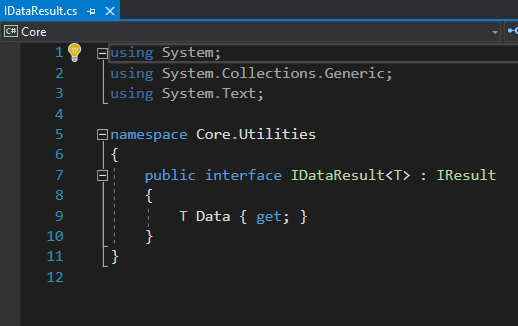 IDataResult.cs
C# Core
1 using System;
2 using System.Collections.Generic;
3 using System.Text;
4
5 namespace Core.Utilities
6 {
7 public interface IDataResult<T> : IResult
8 {
9 T Data { get; }
10 }
11 }
12